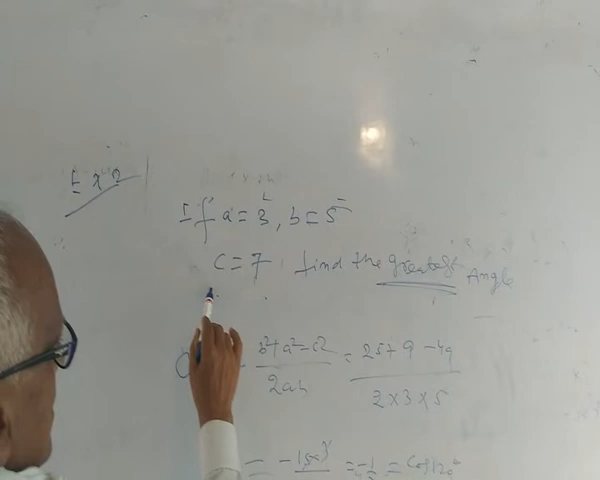 Ex 2
If a = 3, b = 5
c = 7, find the greatest Angle
C b²+a²-c² / 2ab = 25+9-49 / 2×3×5
= -15 = -1/2 = Cos120°